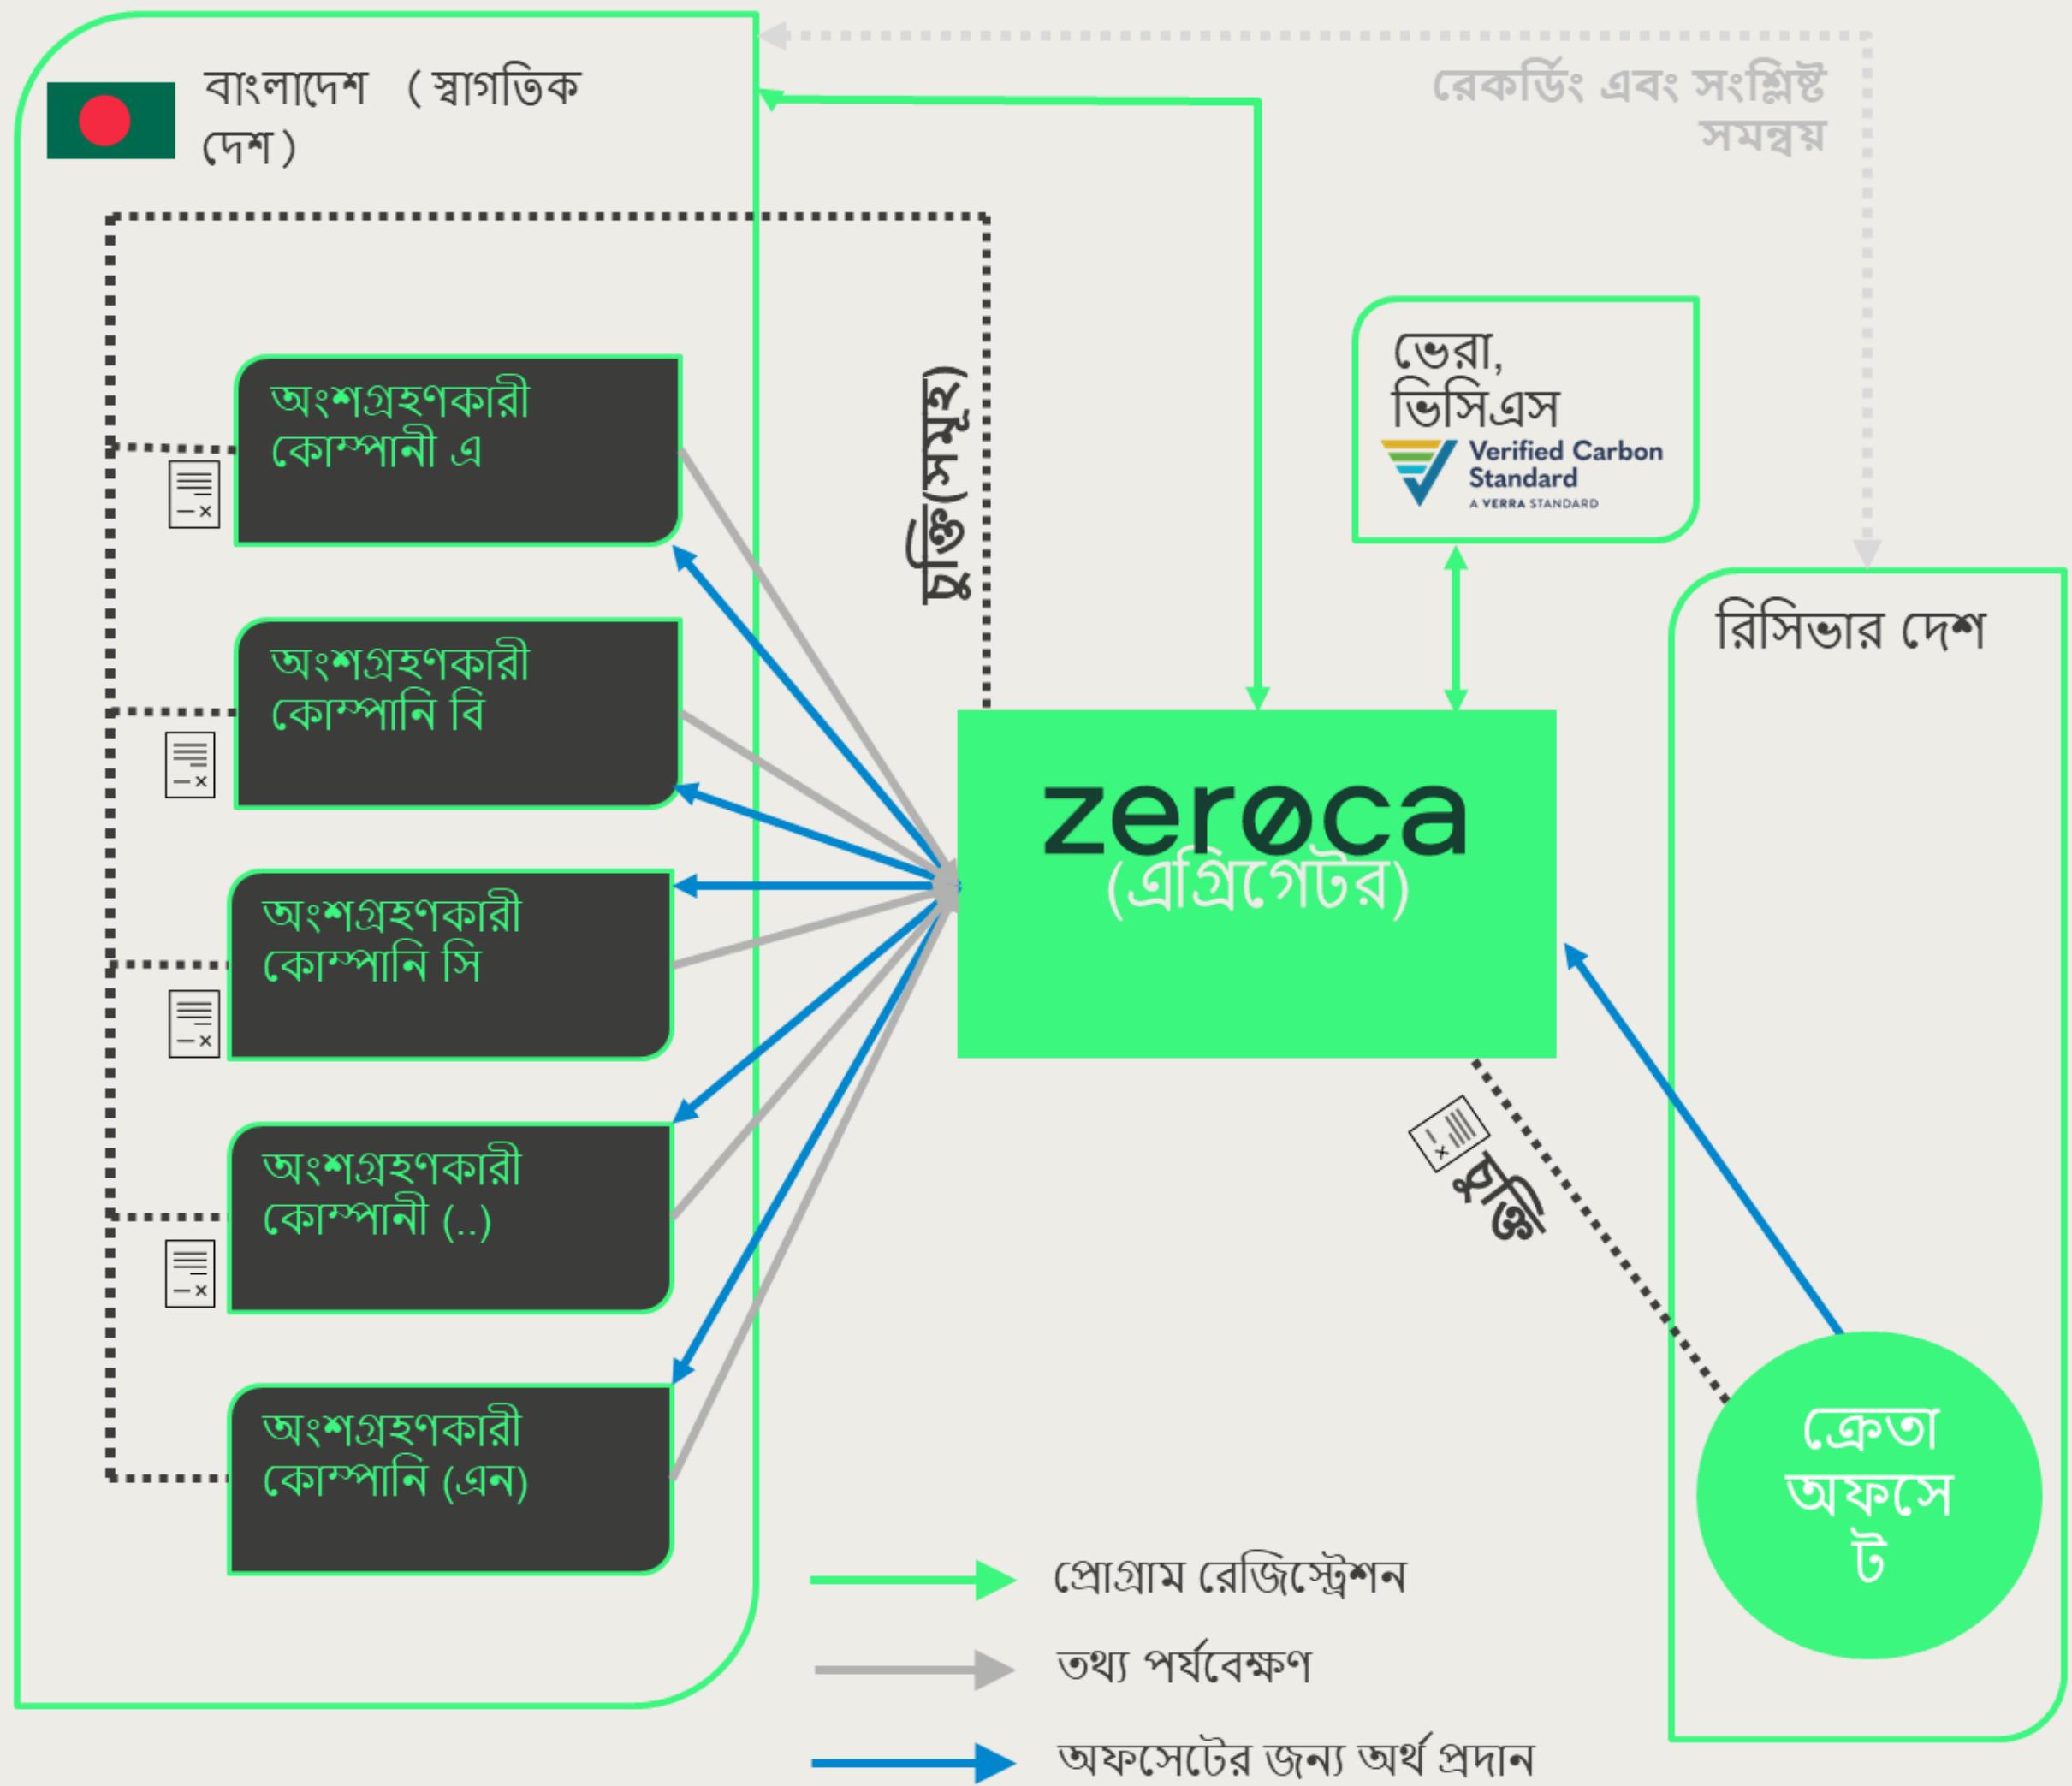 বাংলাদেশ (স্বাগতিক
দেশ)
রেকর্ডিং এবং সংশ্লিষ্ট
সমন্বয়
অংশগ্রহণকারী
কোম্পানী এ
চুক্তি(সমূহ)
ভেরা,
ভিসিএস
Verified Carbon
Standard
A VERRA STANDARD
রিসিভার দেশ
অংশগ্রহণকারী
কোম্পানি বি
zerøca
(এগ্রিগেটর)
অংশগ্রহণকারী
কোম্পানি সি
অংশগ্রহণকারী
কোম্পানী (..)
চুক্তি
অংশগ্রহণকারী
কোম্পানি (এন)
ক্রেতা
অফসে
ট
প্রোগ্রাম রেজিস্ট্রেশন
তথ্য পর্যবেক্ষণ
অফসেটের জন্য অর্থ প্রদান